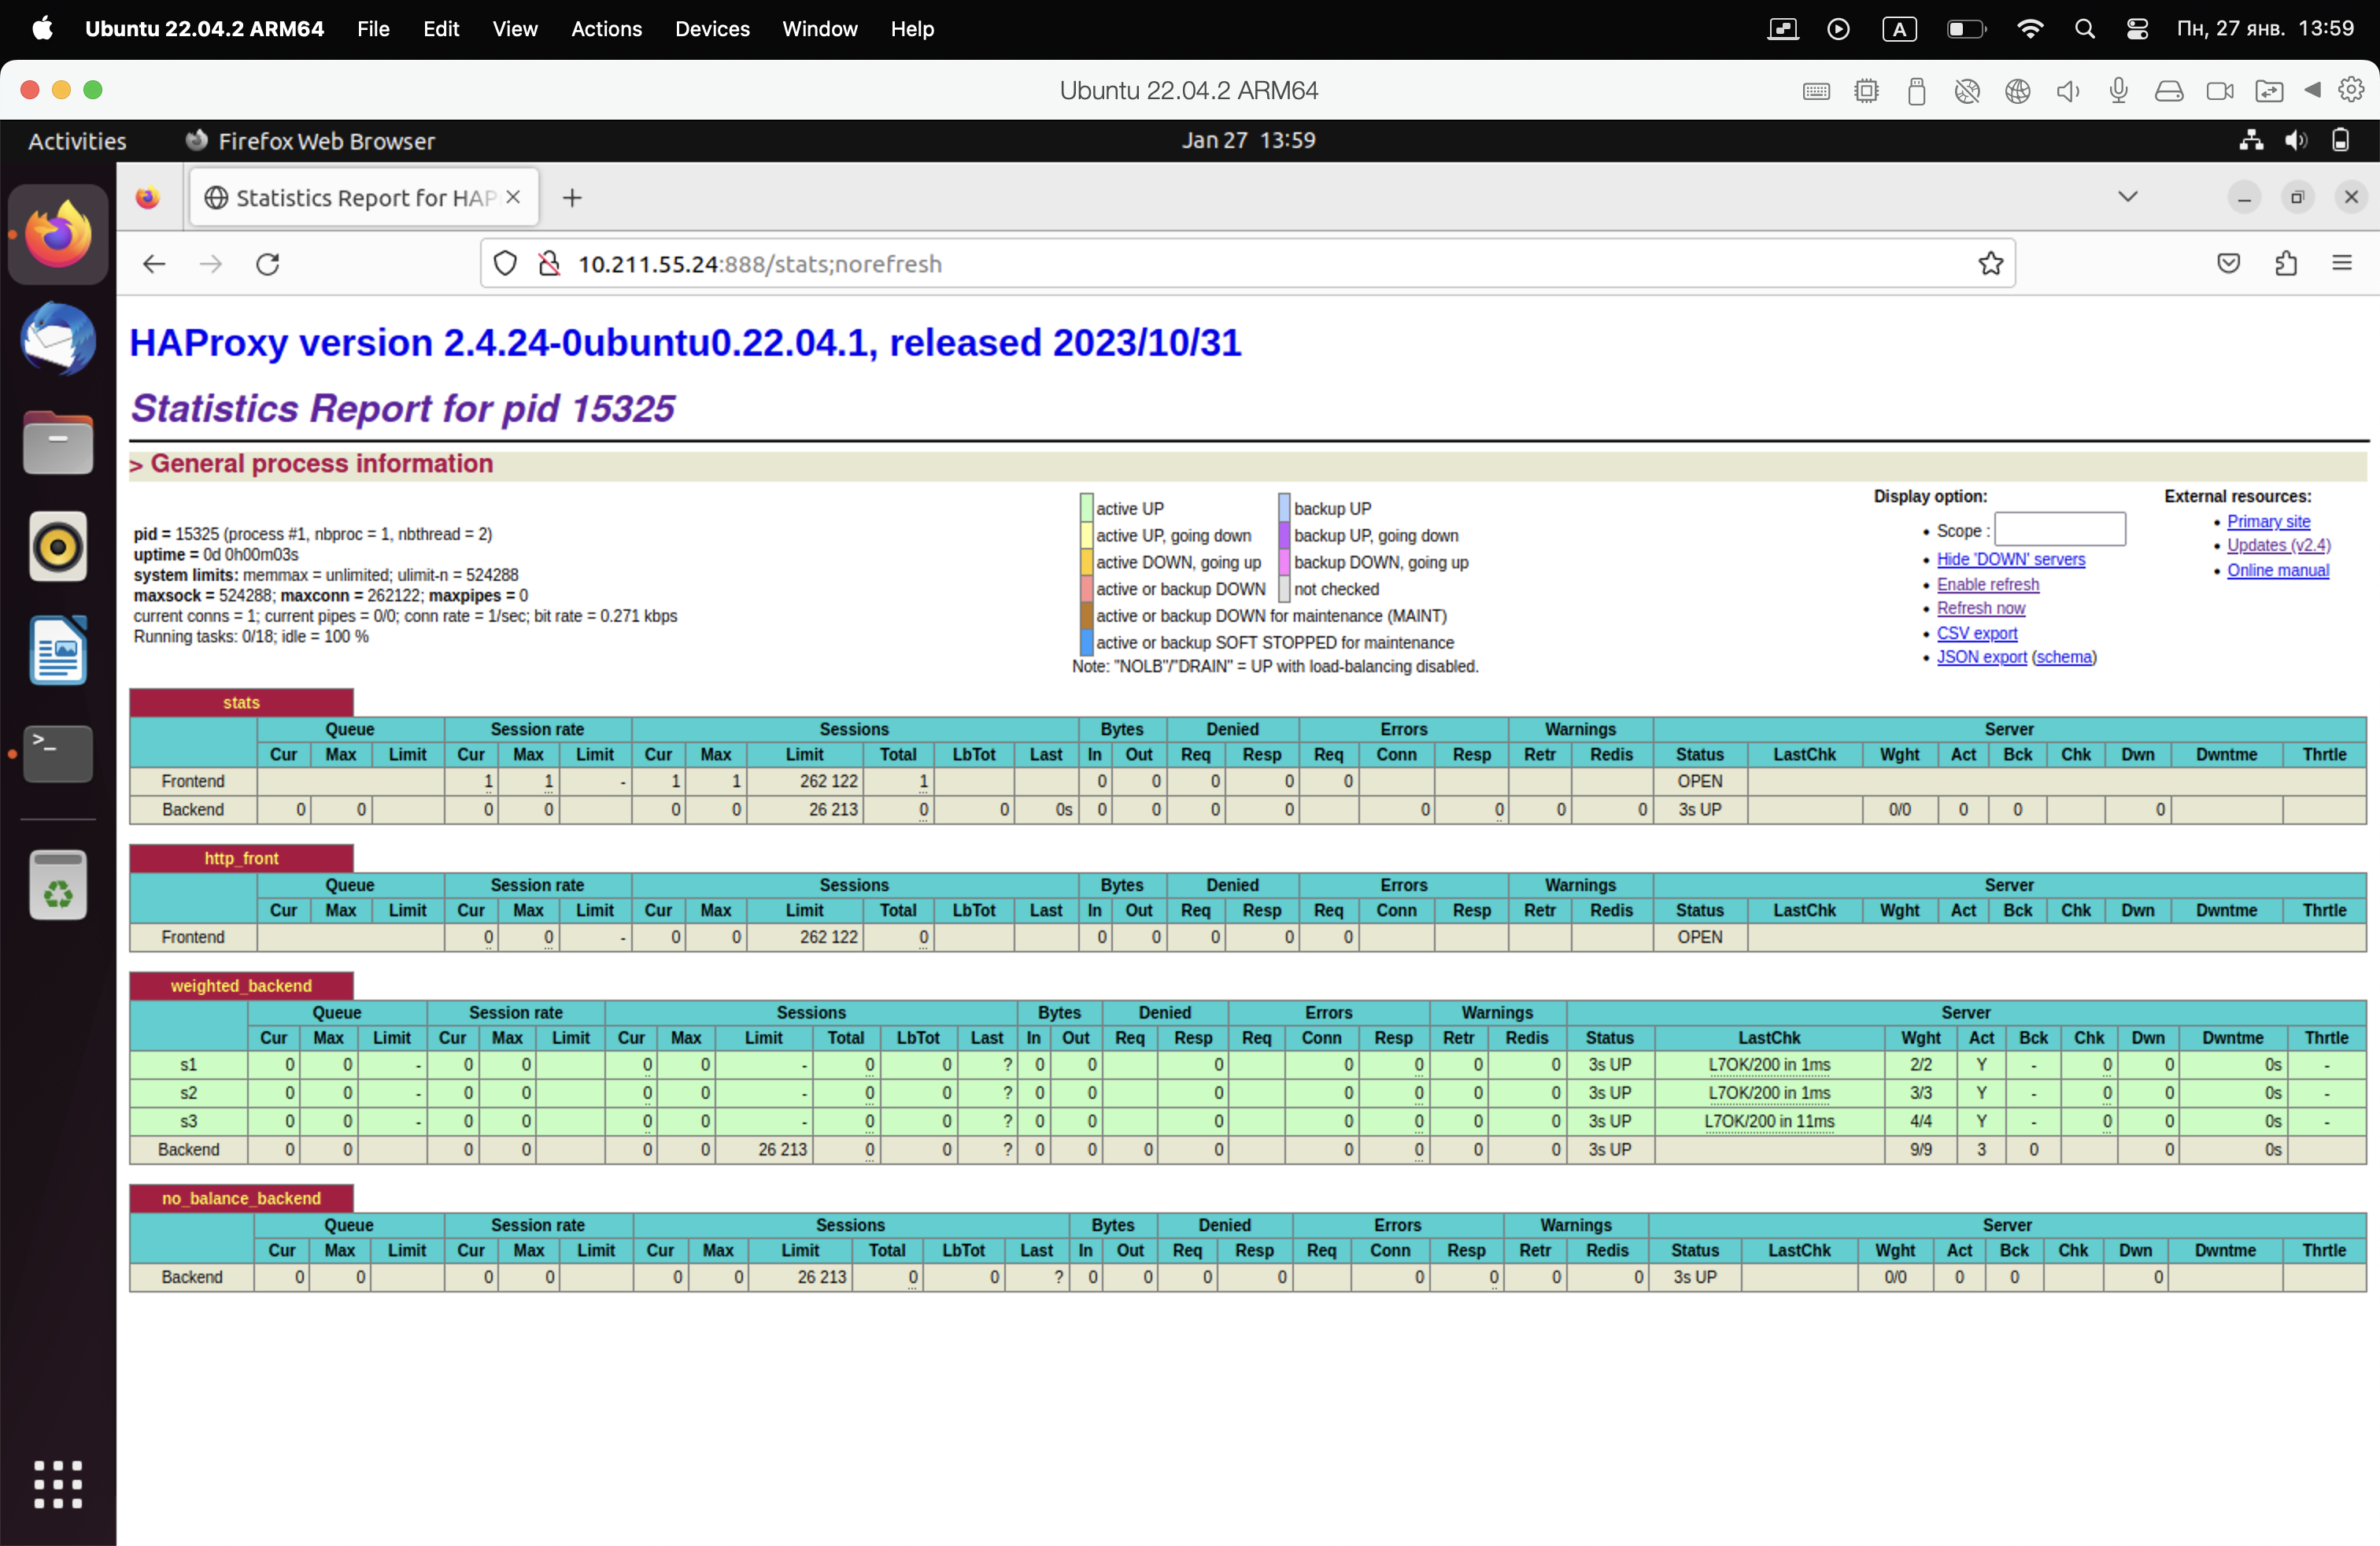 Ubuntu 22.04.2 ARM64 File Edit View Actions Devices Window Help A Пн, 27 янв. 13:59
Ubuntu 22.04.2 ARM64
Activities Firefox Web Browser Jan 27 13:59
Statistics Report for HAP
10.211.55.24:888/stats;norefresh
HAProxy version 2.4.24-0ubuntu0.22.04.1, released 2023/10/31
Statistics Report for pid 15325
> General process information
pid = 15325 (process #1, nbproc = 1, nbthread = 2)
uptime = 0d 0h00m03s
system limits: memmax = unlimited; ulimit-n = 524288
maxsock = 524288; maxconn = 262122; maxpipes = 0
current conns = 1; current pipes = 0/0; conn rate = 1/sec; bit rate = 0.271 kbps
Running tasks: 0/18; idle = 100 %
active UP backup UP
active UP, going down backup UP, going down
active DOWN, going up backup DOWN, going up
active or backup DOWN not checked
active or backup DOWN for maintenance (MAINT)
active or backup SOFT STOPPED for maintenance
Note: "NOLB"/"DRAIN" = UP with load-balancing disabled.
Display option:
• Scope :
• Hide 'DOWN' servers
• Enable refresh
• Refresh now
• CSV export
• JSON export (schema)
External resources:
• Primary site
• Updates (v2.4)
• Online manual
stats
Queue Session rate Sessions Bytes Denied Errors Warnings Server
Cur Max Limit Cur Max Limit Cur Max Limit Total LbTot Last In Out Req Resp Req Conn Resp Retr Redis Status LastChk Wght Act Bck Chk Dwn Dwntme Thrtle
Frontend 1 1 - 1 1 262 122 1 0 0 0 0 0 OPEN
Backend 0 0 0 0 0 0 26 213 0 0 0s 0 0 0 0 0 0 0 0 3s UP 0/0 0 0 0
http_front
Queue Session rate Sessions Bytes Denied Errors Warnings Server
Cur Max Limit Cur Max Limit Cur Max Limit Total LbTot Last In Out Req Resp Req Conn Resp Retr Redis Status LastChk Wght Act Bck Chk Dwn Dwntme Thrtle
Frontend 0 0 - 0 0 262 122 0 0 0 0 0 0 OPEN
weighted_backend
Queue Session rate Sessions Bytes Denied Errors Warnings Server
Cur Max Limit Cur Max Limit Cur Max Limit Total LbTot Last In Out Req Resp Req Conn Resp Retr Redis Status LastChk Wght Act Bck Chk Dwn Dwntme Thrtle
s1 0 0 - 0 0 0 0 - 0 0 ? 0 0 0 0 0 0 0 3s UP L7OK/200 in 1ms 2/2 Y - 0 0 0s -
s2 0 0 - 0 0 0 0 - 0 0 ? 0 0 0 0 0 0 0 3s UP L7OK/200 in 1ms 3/3 Y - 0 0 0s -
s3 0 0 - 0 0 0 0 - 0 0 ? 0 0 0 0 0 0 0 3s UP L7OK/200 in 11ms 4/4 Y - 0 0 0s -
Backend 0 0 0 0 0 0 26 213 0 0 ? 0 0 0 0 0 0 0 0 3s UP 9/9 3 0 0 0s
no_balance_backend
Queue Session rate Sessions Bytes Denied Errors Warnings Server
Cur Max Limit Cur Max Limit Cur Max Limit Total LbTot Last In Out Req Resp Req Conn Resp Retr Redis Status LastChk Wght Act Bck Chk Dwn Dwntme Thrtle
Backend 0 0 0 0 0 0 26 213 0 0 ? 0 0 0 0 0 0 0 0 3s UP 0/0 0 0 0